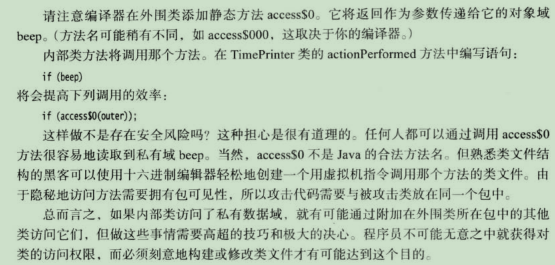 请注意编译器在外围类添加静态方法 access$0。它将返回作为参数传递给它的对象域
beep。(方法名可能稍有不同，如 access$000，这取决于你的编译器。)
内部类方法将调用那个方法。在 TimePrinter 类的 actionPerformed 方法中编写语句：
if (beep)
将会提高下列调用的效率：
if (access$0(outer));
这样做不是存在安全风险吗？这种担心是很有道理的。任何人都可以通过调用 access$0
方法很容易地读取到私有域 beep。当然，access$0 不是 Java 的合法方法名。但熟悉类文件结
构的黑客可以使用十六进制编辑器轻松地创建一个用虚拟机指令调用那个方法的类文件。由
于隐秘地访问方法需要拥有包可见性，所以攻击代码需要与被攻击类放在同一个包中。
总而言之，如果内部类访问了私有数据域，就有可能通过附加在外围类所在包中的其他
类访问它们，但做这些事情需要高超的技巧和极大的决心。程序员不可能无意之中就获得对
类的访问权限，而必须刻意地构建或修改类文件才有可能达到这个目的。